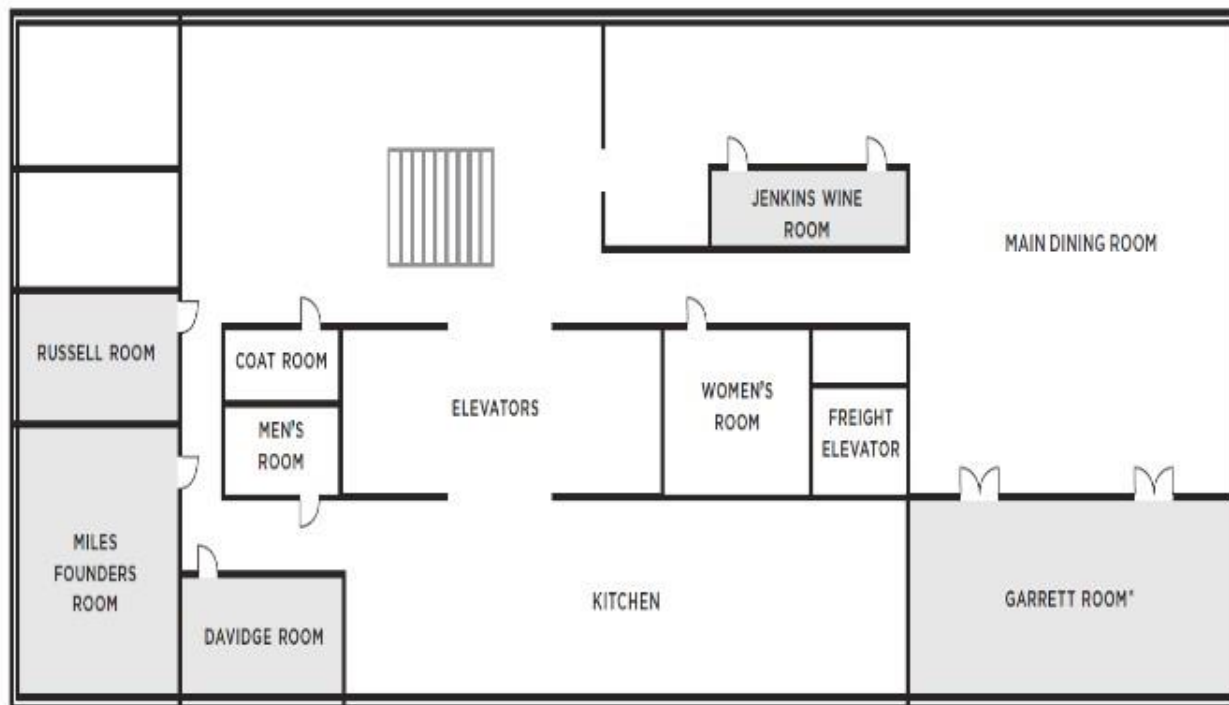 JENKINS WINE
ROOM
MAIN DINING ROOM
RUSSELL ROOM
COAT ROOM
MEN'S
ROOM
ELEVATORS
WOMEN'S
ROOM
FREIGHT
ELEVATOR
MILES
FOUNDERS
ROOM
DAVIDGE ROOM
KITCHEN
GARRETT ROOM*